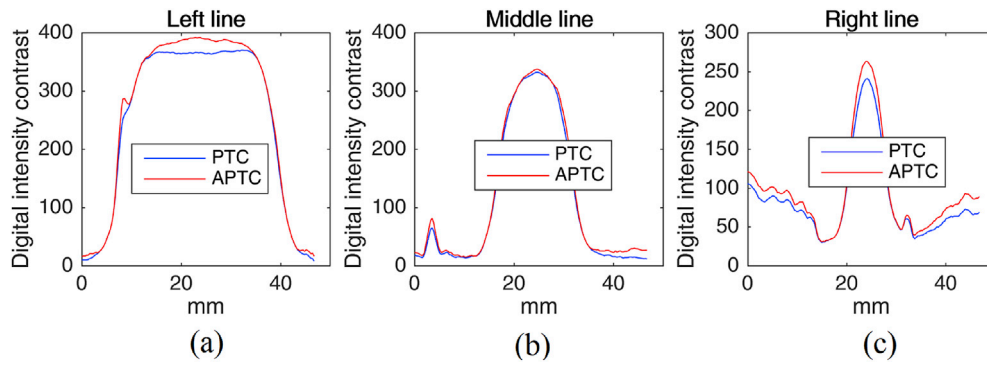 Left line
Digital intensity contrast
400
300
200
100
0
PTC
APTC
0
20
40
mm
(a)
Middle line
Digital intensity contrast
400
300
200
100
0
PTC
APTC
0
20
40
mm
(b)
Right line
Digital intensity contrast
300
250
200
150
100
50
0
PTC
APTC
0
20
40
mm
(c)